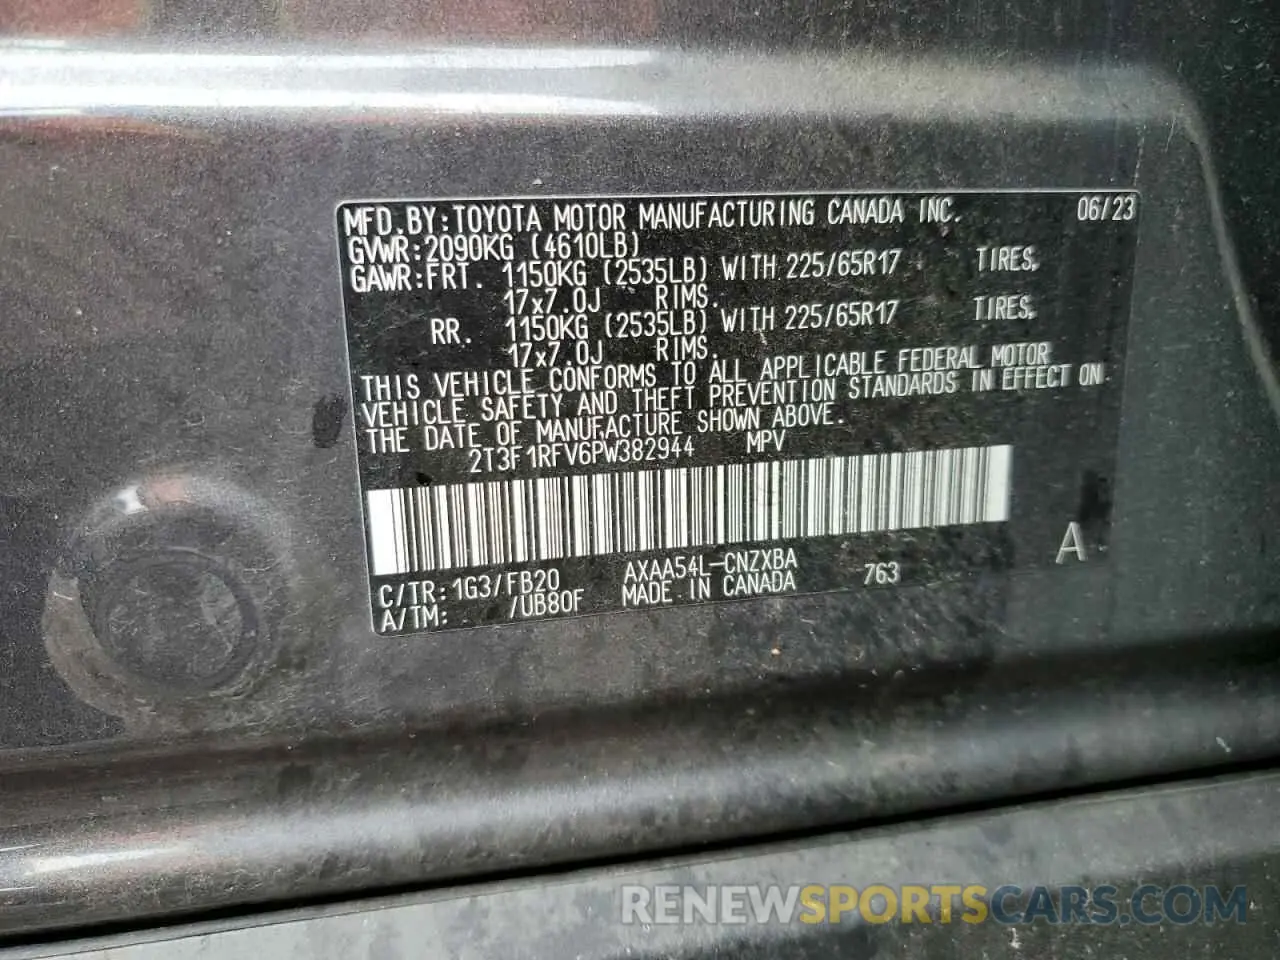 MFD.BY:TOYOTA MOTOR MANUFACTURING CANADA INC. 06/23
GVWR:2090KG (4610LB)
GAWR:FRT. 1150KG (2535LB) WITH 225/65R17 TIRES,
17x7.0J RIMS.
RR. 1150KG (2535LB) WITH 225/65R17 TIRES,
17x7.0J RIMS.
THIS VEHICLE CONFORMS TO ALL APPLICABLE FEDERAL MOTOR
VEHICLE SAFETY AND THEFT PREVENTION STANDARDS IN EFFECT ON
THE DATE OF MANUFACTURE SHOWN ABOVE.
2T3F1RFV6PW382944 MPV
A
C/TR:1G3/FB20 AXAA54L-CNZXBA 763
A/TM: /UB80F MADE IN CANADA
RENEWSPORTSCARS.COM